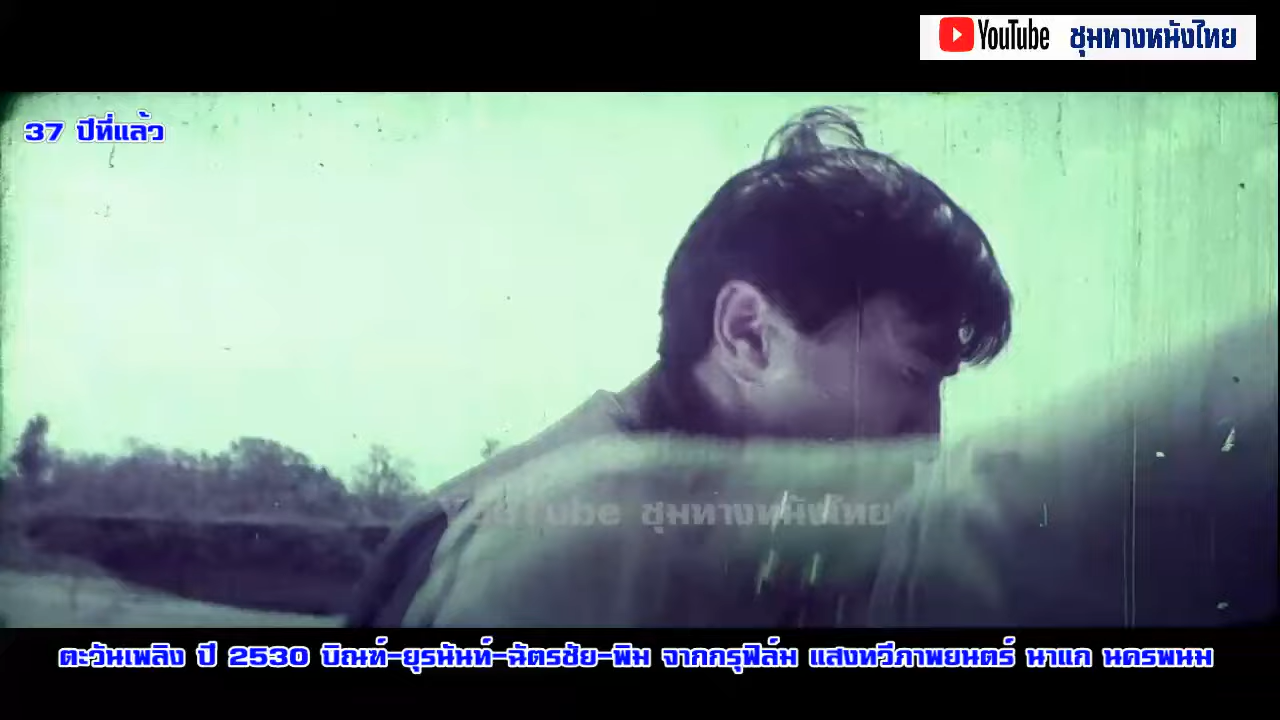 YouTube ชุมทางหนังไทย
37 ปีที่แล้ว
YouTube ชุมทางหนังไทย
ตะวันเพลิง ปี 2530 บิณฑ์-ยุรนันท์-ฉัตรชัย-พิม จากกรุฟิล์ม แสงทวีภาพยนตร์ นาแก นครพนม